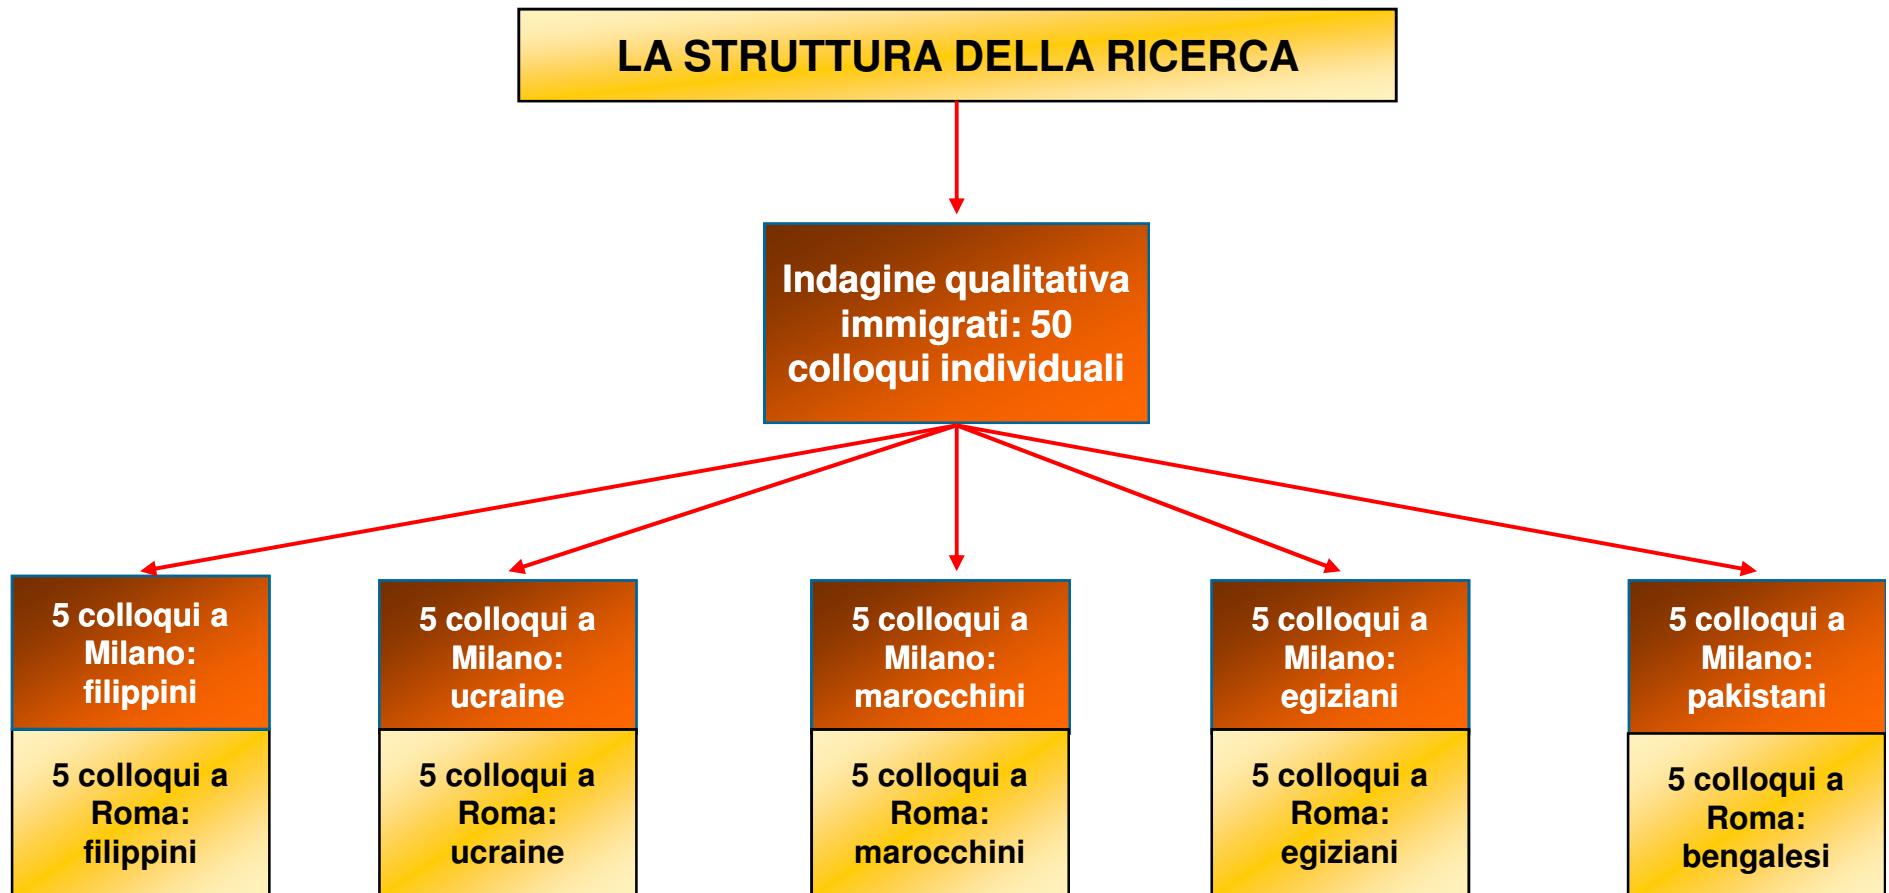 LA STRUTTURA DELLA RICERCA
Indagine qualitativa
immigrati: 50
colloqui individuali
5 colloqui a
Milano:
filippini
5 colloqui a
Roma:
filippini
5 colloqui a
Milano:
ucraine
5 colloqui a
Roma:
ucraine
5 colloqui a
Milano:
marocchini
5 colloqui a
Roma:
marocchini
5 colloqui a
Milano:
egiziani
5 colloqui a
Roma:
egiziani
5 colloqui a
Milano:
pakistani
5 colloqui a
Roma:
bengalesi